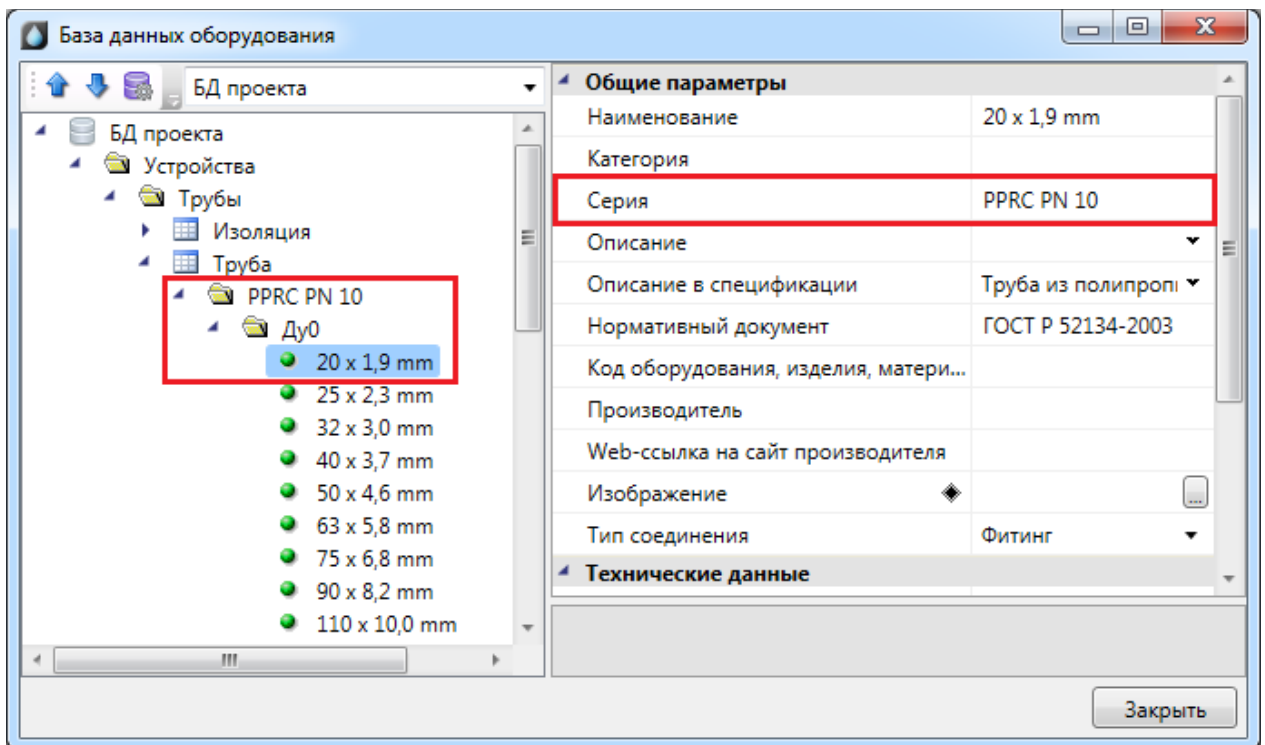 База данных оборудования
БД проекта
БД проекта
Устройства
Трубы
Изоляция
Труба
PPRC PN 10
Ду0
20 x 1,9 mm
25 x 2,3 mm
32 x 3,0 mm
40 x 3,7 mm
50 x 4,6 mm
63 x 5,8 mm
75 x 6,8 mm
90 x 8,2 mm
110 x 10,0 mm
Общие параметры
Наименование 20 x 1,9 mm
Категория
Серия PPRC PN 10
Описание
Описание в спецификации Труба из полипропи
Нормативный документ ГОСТ Р 52134-2003
Код оборудования, изделия, матери...
Производитель
Web-ссылка на сайт производителя
Изображение ...
Тип соединения Фитинг
Технические данные
Закрыть